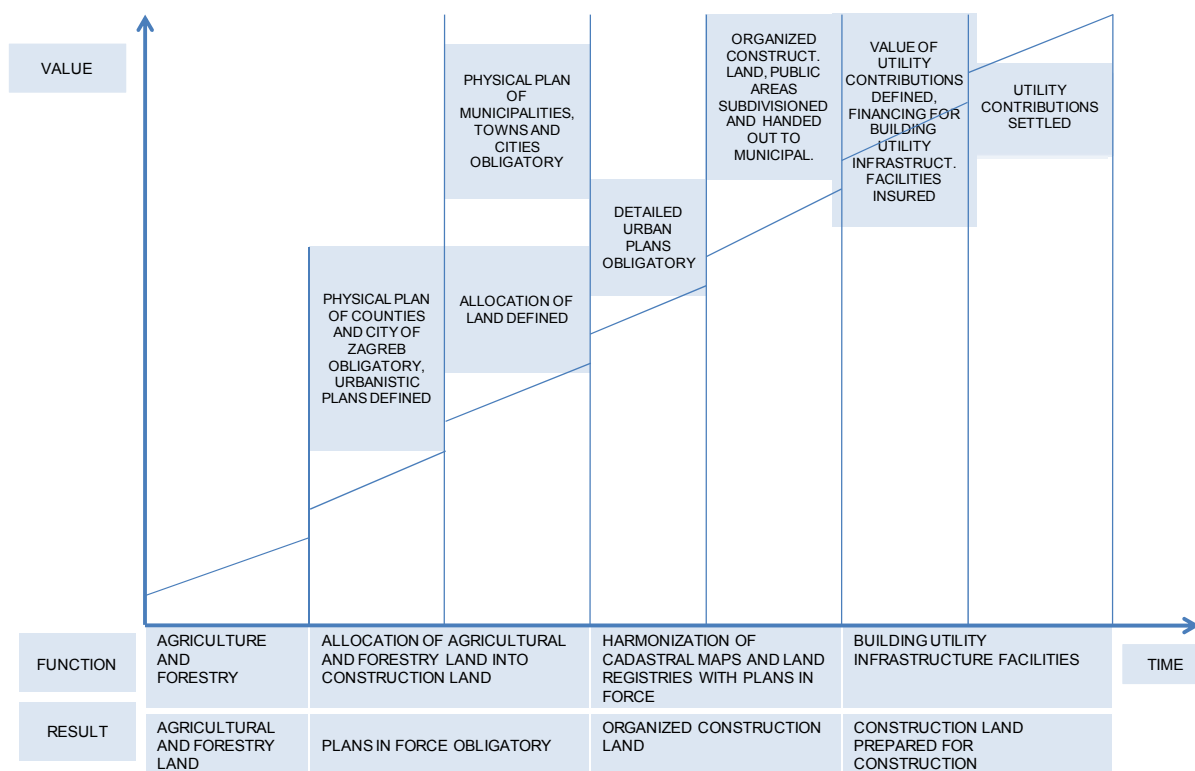 VALUE
PHYSICAL PLAN
OF COUNTIES
AND CITY OF
ZAGREB
OBLIGATORY,
URBANISTIC
PLANS DEFINED
PHYSICAL PLAN
OF
MUNICIPALITIES,
TOWNS AND
CITIES
OBLIGATORY
ALLOCATION OF
LAND DEFINED
DETAILED
URBAN
PLANS
OBLIGATORY
ORGANIZED
CONSTRUCT.
LAND, PUBLIC
AREAS
SUBDIVISIONED
AND HANDED
OUT TO
MUNICIPAL.
VALUE OF
UTILITY
CONTRIBUTIONS
DEFINED,
FINANCING FOR
BUILDING
UTILITY
INFRASTRUCT.
FACILITIES
INSURED
UTILITY
CONTRIBUTIONS
SETTLED
FUNCTION
AGRICULTURE
AND
FORESTRY
ALLOCATION OF AGRICULTURAL
AND FORESTRY LAND INTO
CONSTRUCTION LAND
HARMONIZATION OF
CADASTRAL MAPS AND LAND
REGISTRIES WITH PLANS IN
FORCE
BUILDING UTILITY
INFRASTRUCTURE FACILITIES
TIME
RESULT
AGRICULTURAL
AND FORESTRY
LAND
PLANS IN FORCE OBLIGATORY
ORGANIZED CONSTRUCTION
LAND
CONSTRUCTION LAND
PREPARED FOR
CONSTRUCTION